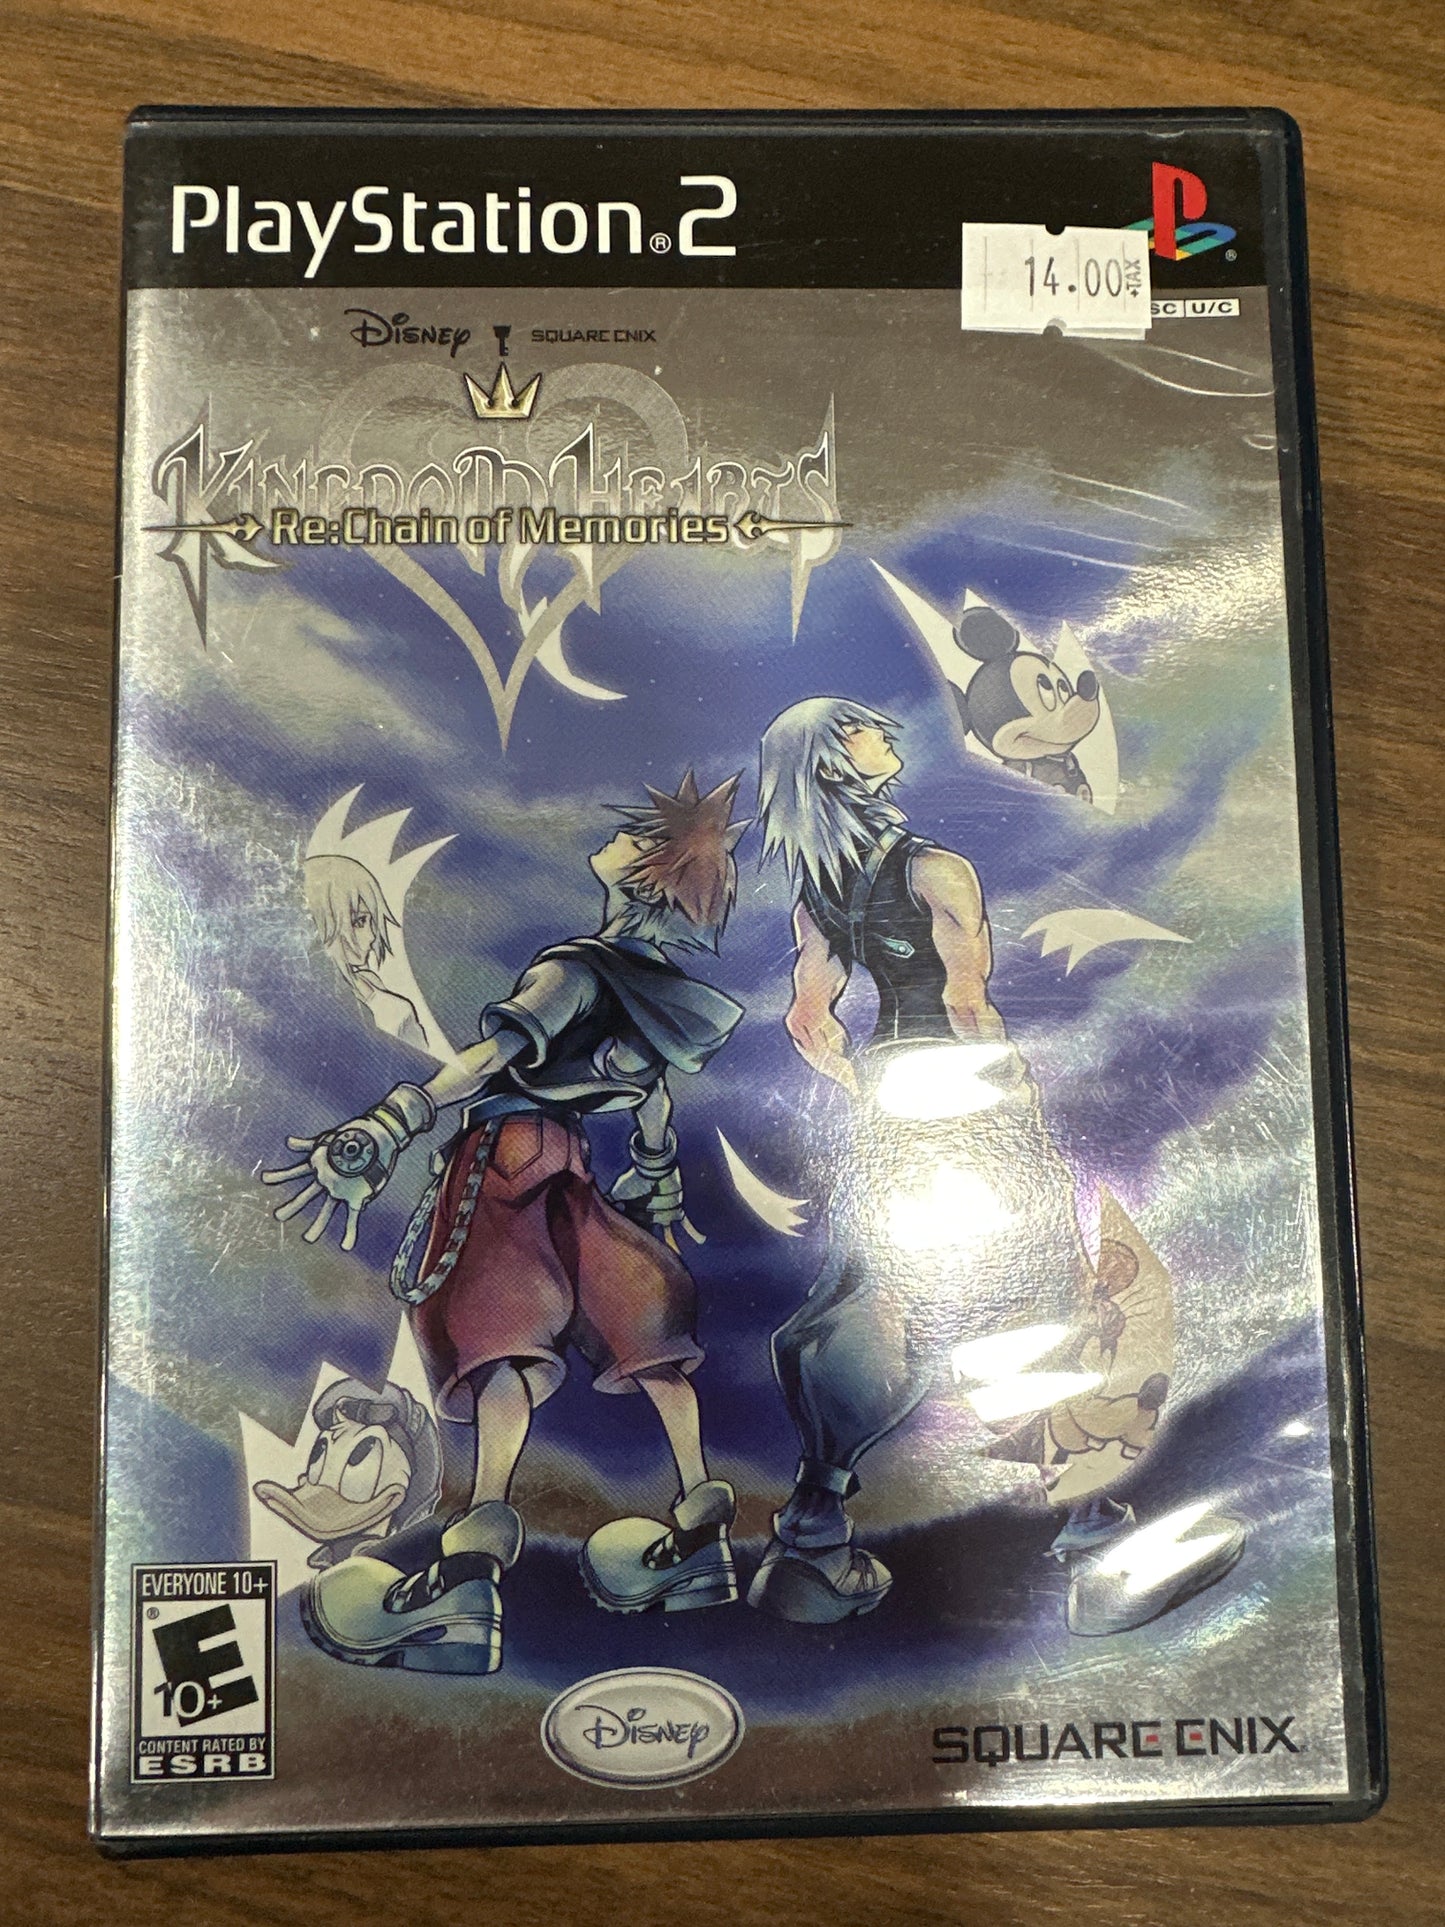 PlayStation®2
14.00 +TAX
SC U/C
Disney SQUARE ENIX
KINGDOM HEARTS
Re:Chain of Memories
EVERYONE 10+
®
E
10+
CONTENT RATED BY
ESRB
Disney
SQUARE ENIX